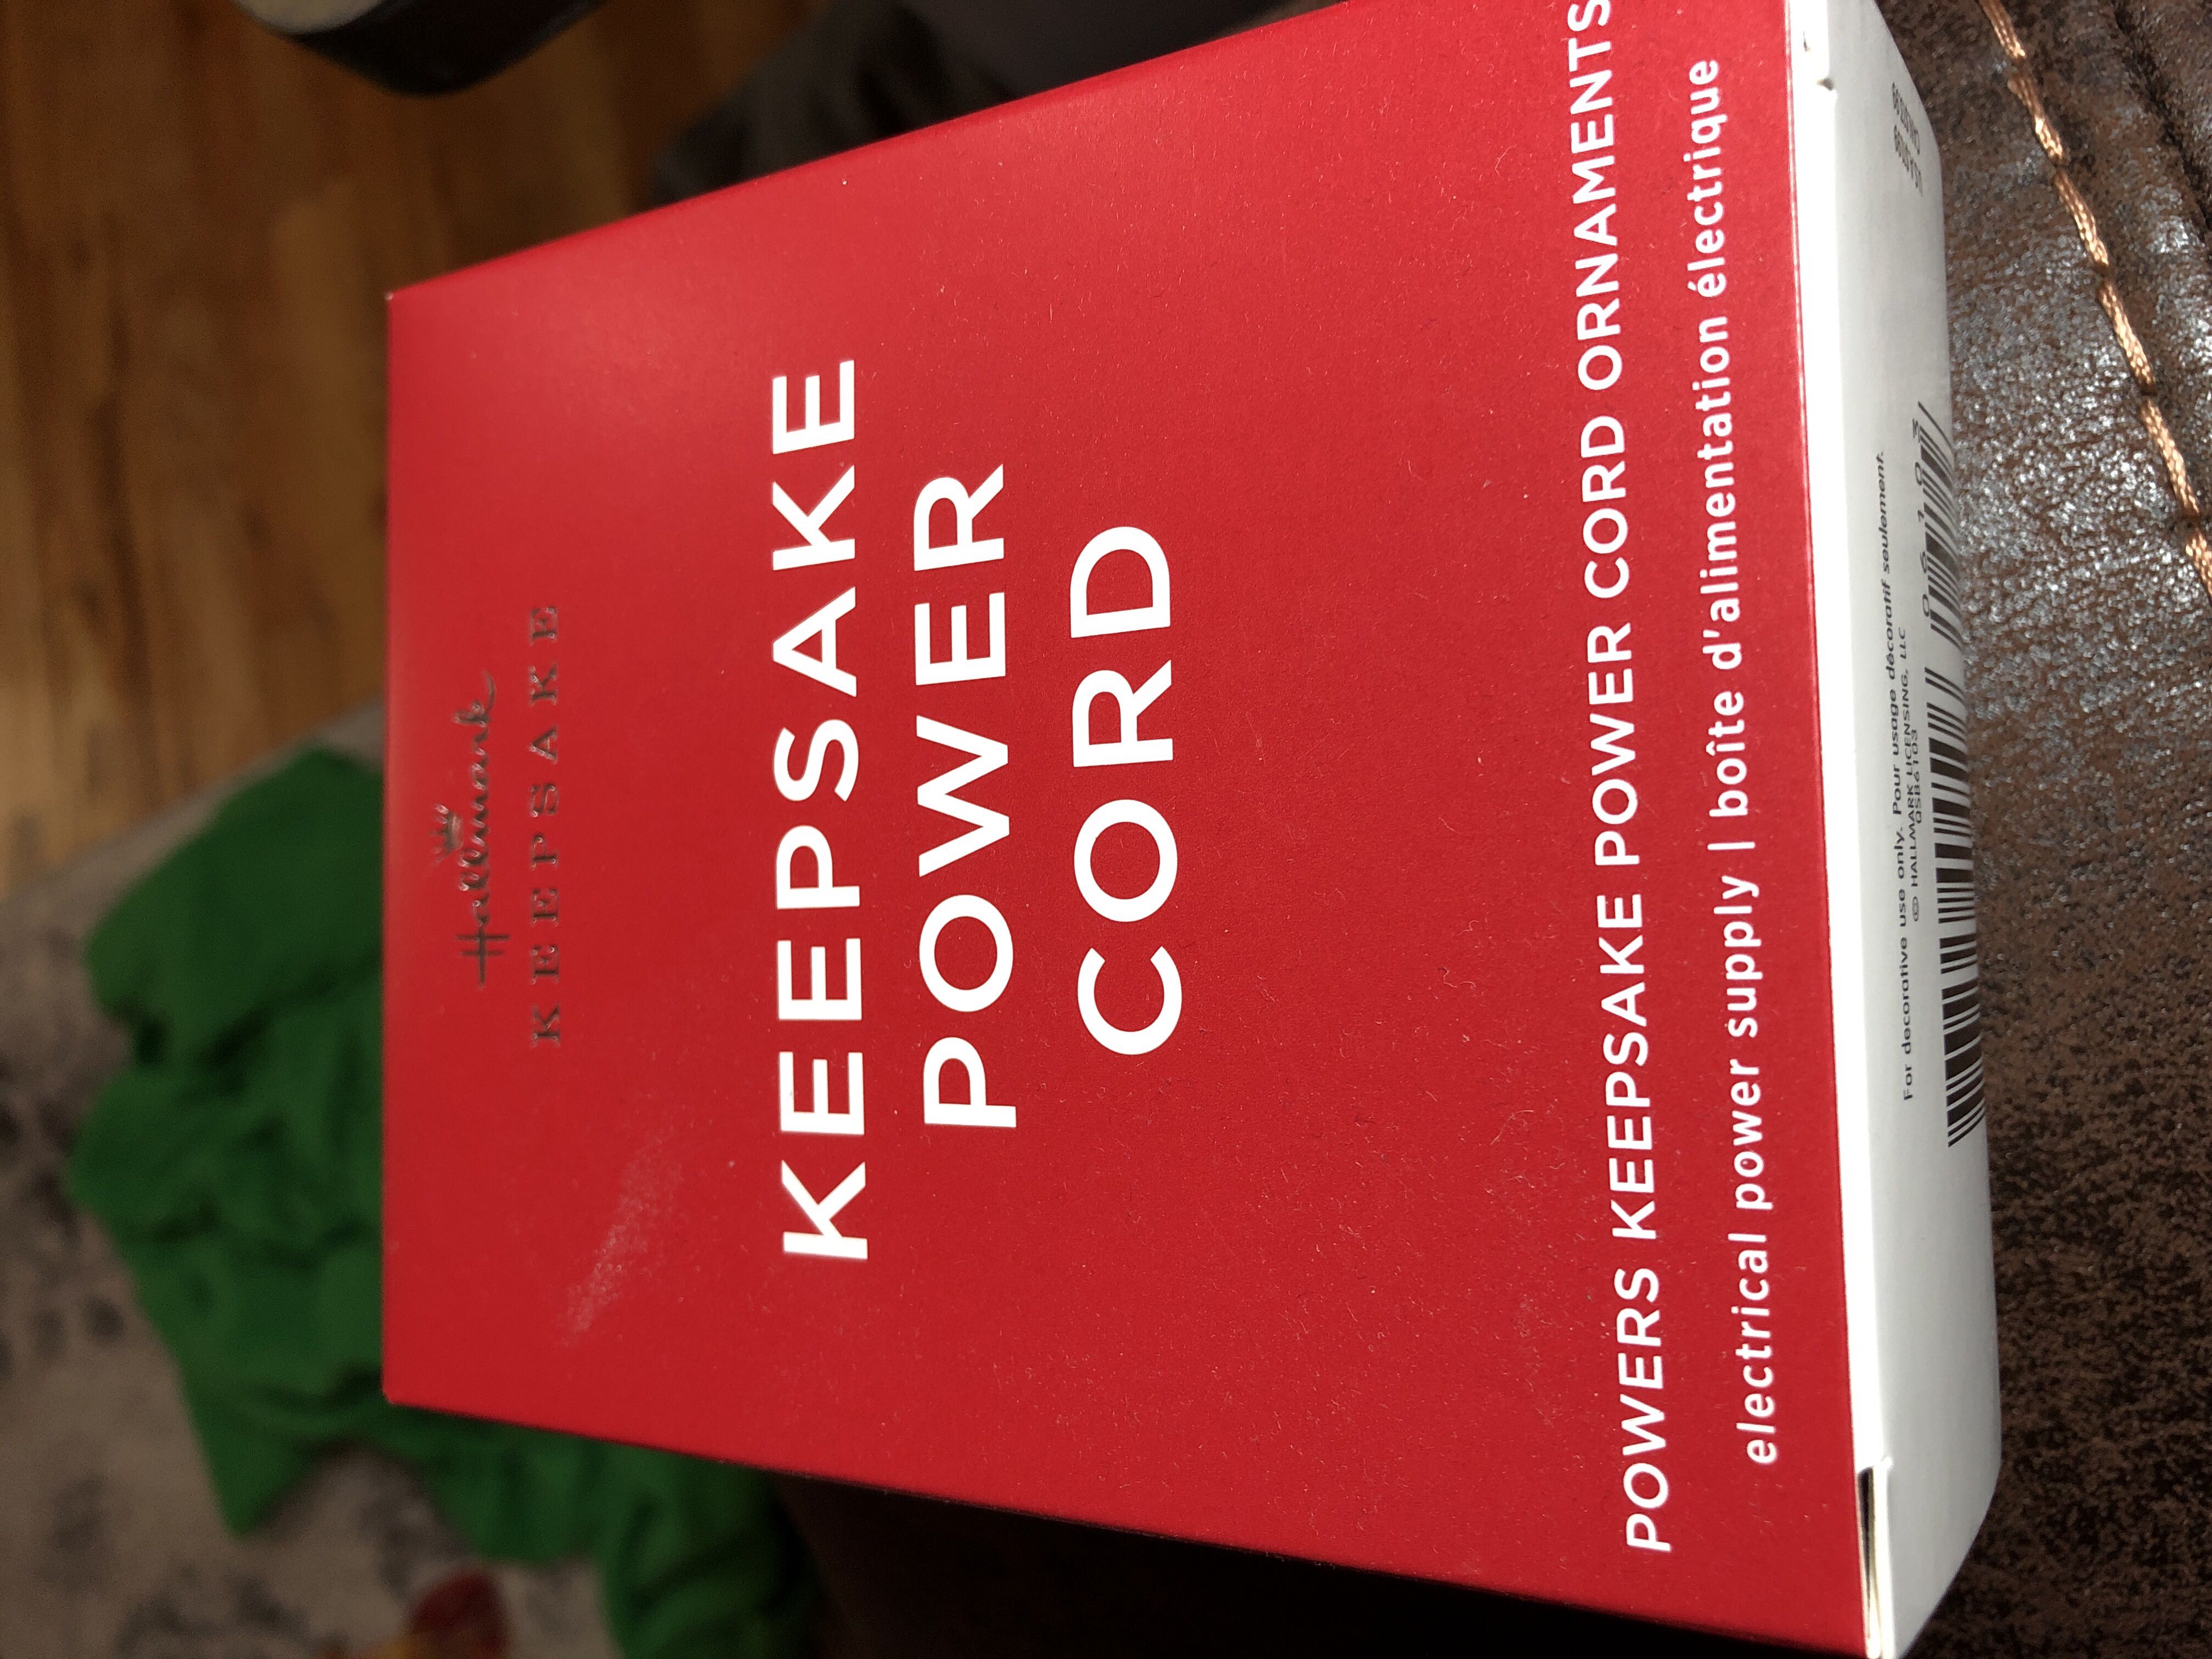 Hallmark
KEEPSAKE
KEEPSAKE
POWER
CORD
POWERS KEEPSAKE POWER CORD ORNAMENTS
electrical power supply | boîte d'alimentation électrique
For decorative use only. Pour usage décoratif seulement.
© HALLMARK LICENSING, LLC
QSB6103